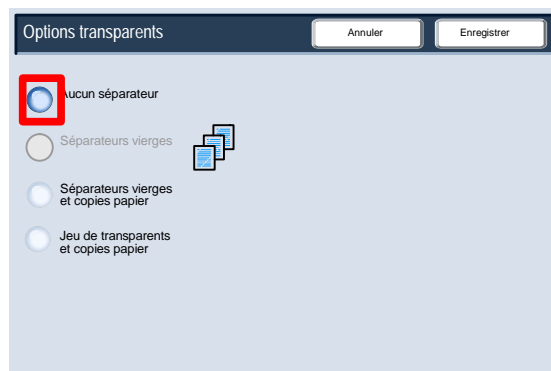 Options transparents
Annuler
Enregistrer
Aucun séparateur
Séparateurs vierges
Séparateurs vierges
et copies papier
Jeu de transparents
et copies papier